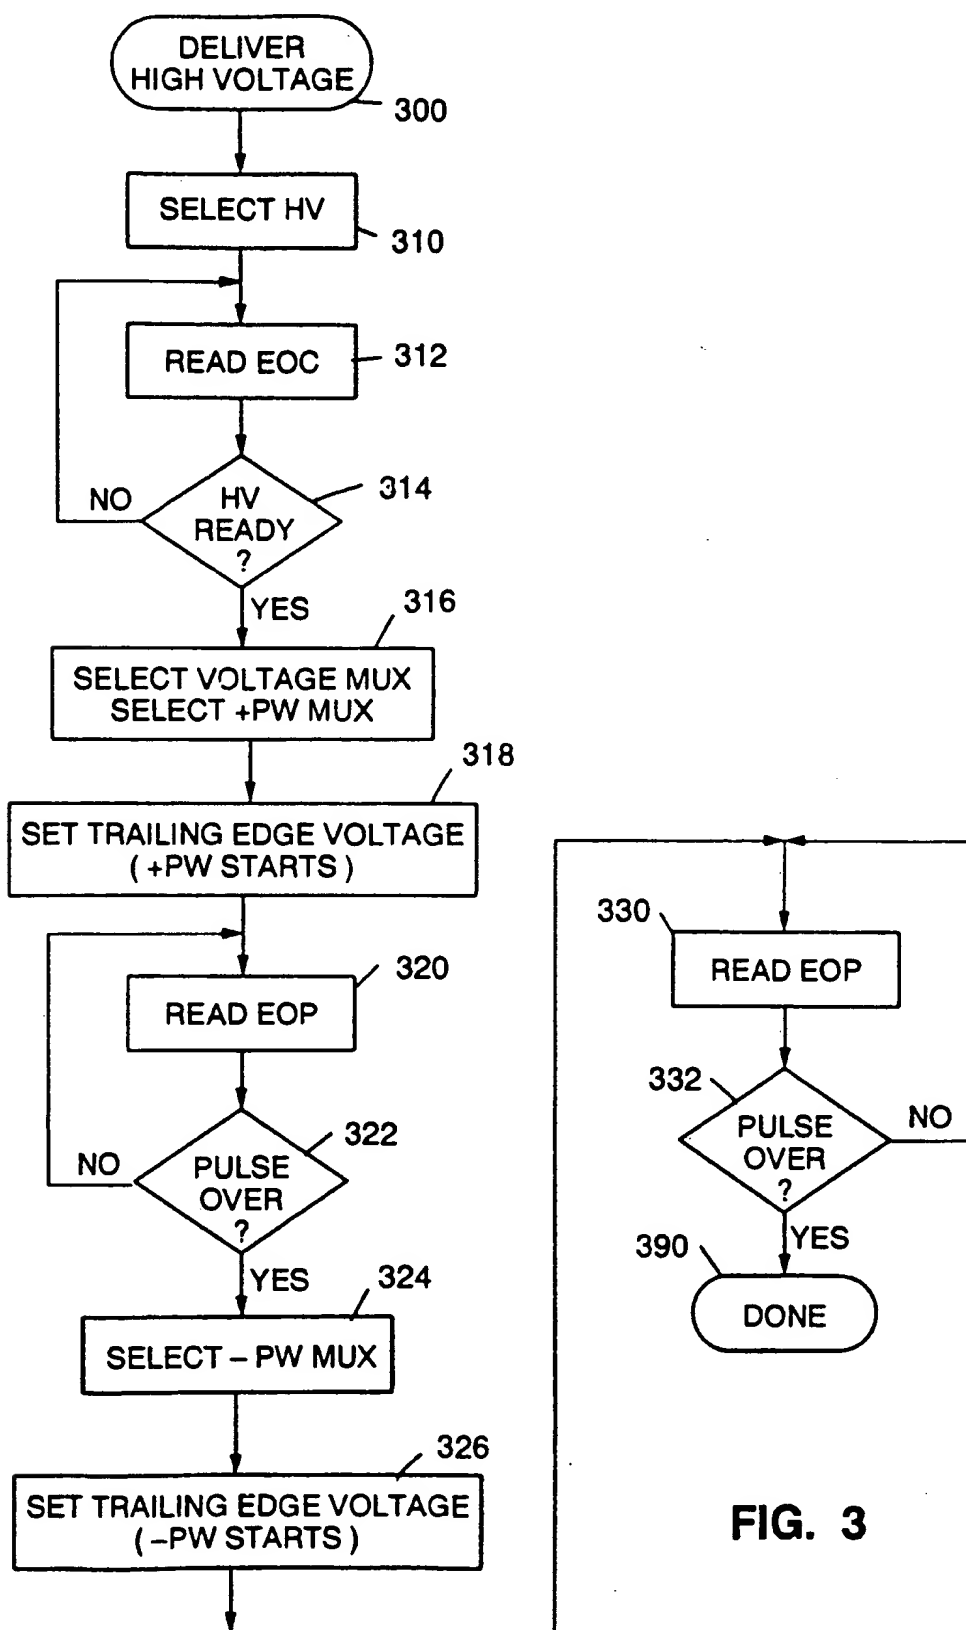 DELIVER
HIGH VOLTAGE
300
SELECT HV
310
READ EOC
312
HV
READY
?
314
NO
YES
316
SELECT VOLTAGE MUX
SELECT +PW MUX
318
SET TRAILING EDGE VOLTAGE
( +PW STARTS )
320
READ EOP
322
PULSE
OVER
?
NO
YES
324
SELECT – PW MUX
326
SET TRAILING EDGE VOLTAGE
( –PW STARTS )
330
READ EOP
332
PULSE
OVER
?
NO
YES
390
DONE
FIG. 3